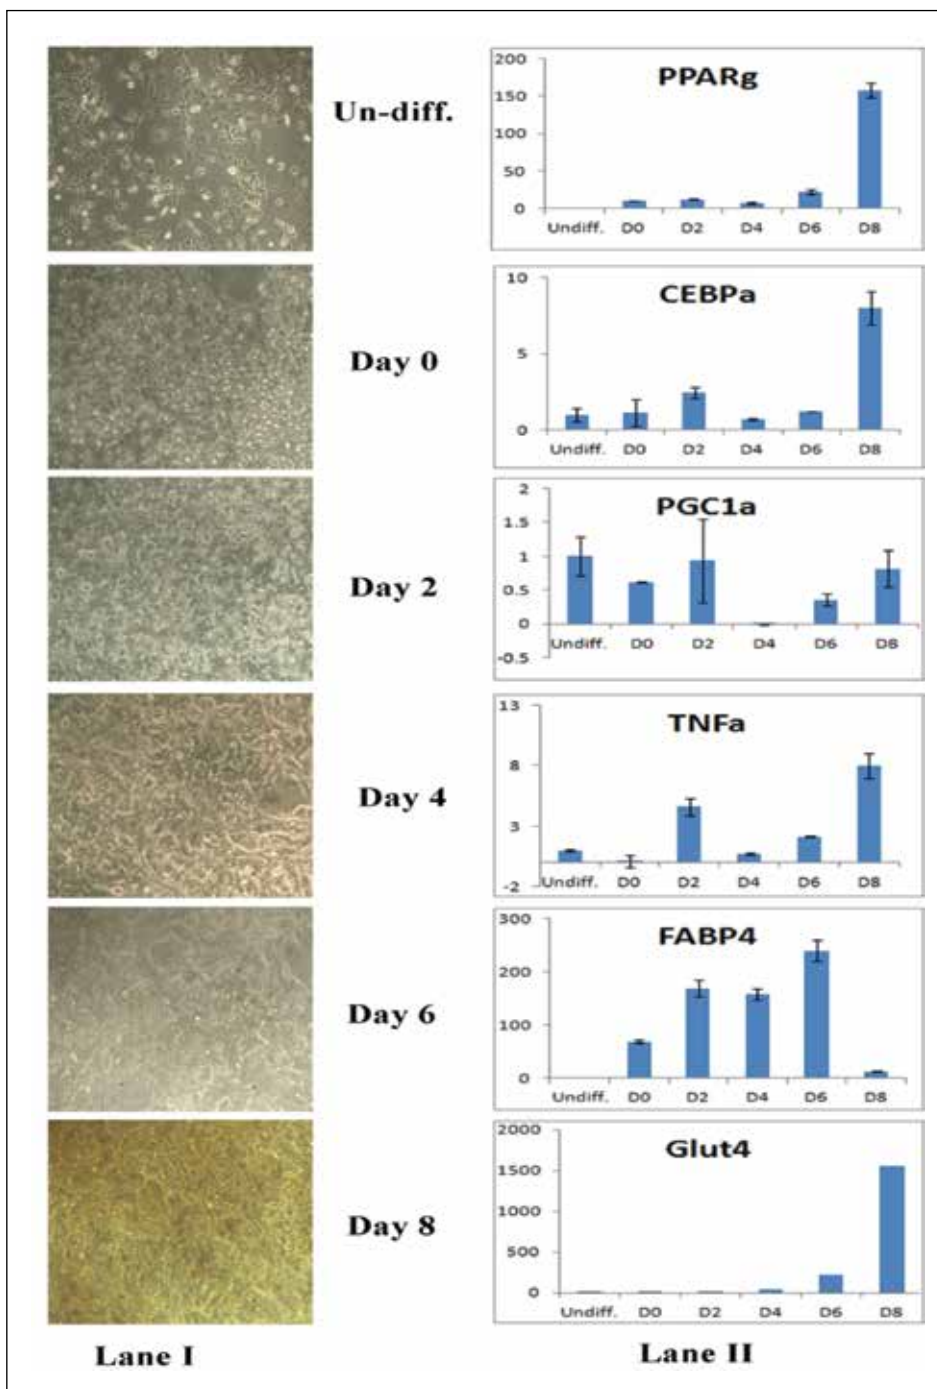 Un-diff.
Day 0
Day 2
Day 4
Day 6
Day 8
Lane I
PPARg
200
150
100
50
0
Undiff. D0 D2 D4 D6 D8
CEBPa
10
5
0
Undiff. D0 D2 D4 D6 D8
PGC1a
2
1.5
1
0.5
0
-0.5
Undiff. D0 D2 D4 D6 D8
TNFa
13
8
3
-2
Undiff. D0 D2 D4 D6 D8
FABP4
300
200
100
0
Undiff. D0 D2 D4 D6 D8
Glut4
2000
1500
1000
500
0
Undiff. D0 D2 D4 D6 D8
Lane II